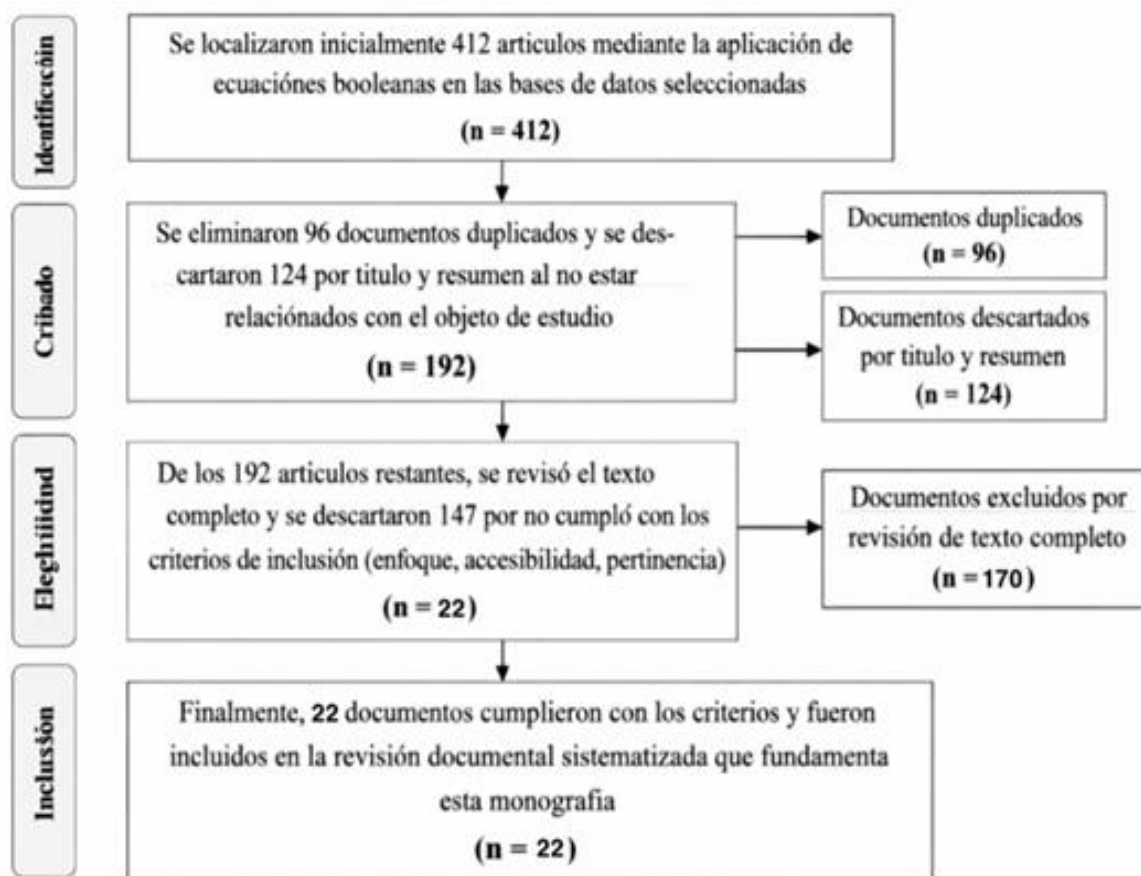 Identificación
Se localizaron inicialmente 412 articulos mediante la aplicación de
ecuaciónes booleanas en las bases de datos seleccionadas
(n = 412)
Cribado
Se eliminaron 96 documentos duplicados y se des-
cartaron 124 por titulo y resumen al no estar
relaciónados con el objeto de estudio
(n = 192)
Documentos duplicados
(n = 96)
Documentos descartados
por titulo y resumen
(n = 124)
De los 192 articulos restantes, se revisó el texto
completo y se descartaron 147 por no cumpló con los
criterios de inclusión (enfoque, accesibilidad, pertinencia)
(n = 22)
Documentos excluidos por
revisión de texto completo
(n = 170)
Inclusión
Finalmente, 22 documentos cumplieron con los criterios y fueron
incluidos en la revisión documental sistematizada que fundamenta
esta monografia
(n = 22)